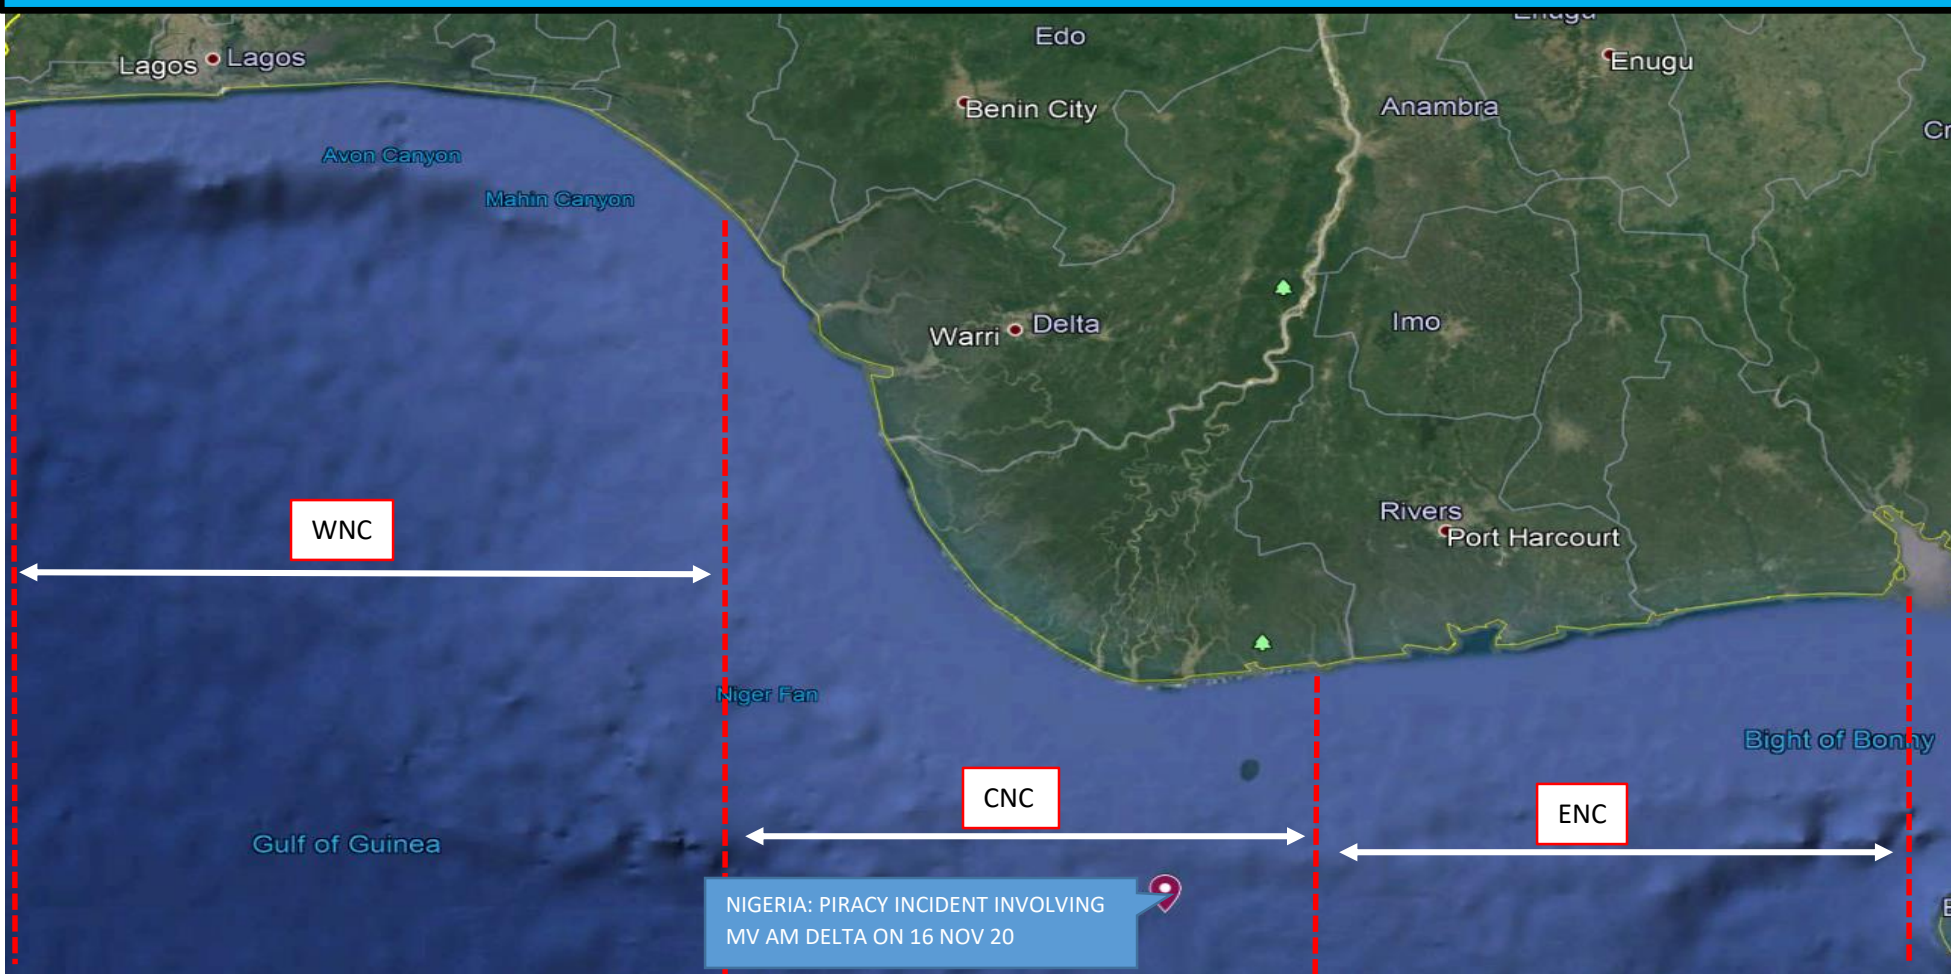 Enugu
Edo
Lagos
Lagos
Enugu
Benin City
Anambra
Cr
Avon Canyon
Mahin Canyon
Warri
Delta
Imo
Rivers
Port Harcourt
WNC
Niger Fan
Bight of Bonny
CNC
ENC
Gulf of Guinea
NIGERIA: PIRACY INCIDENT INVOLVING
MV AM DELTA ON 16 NOV 20